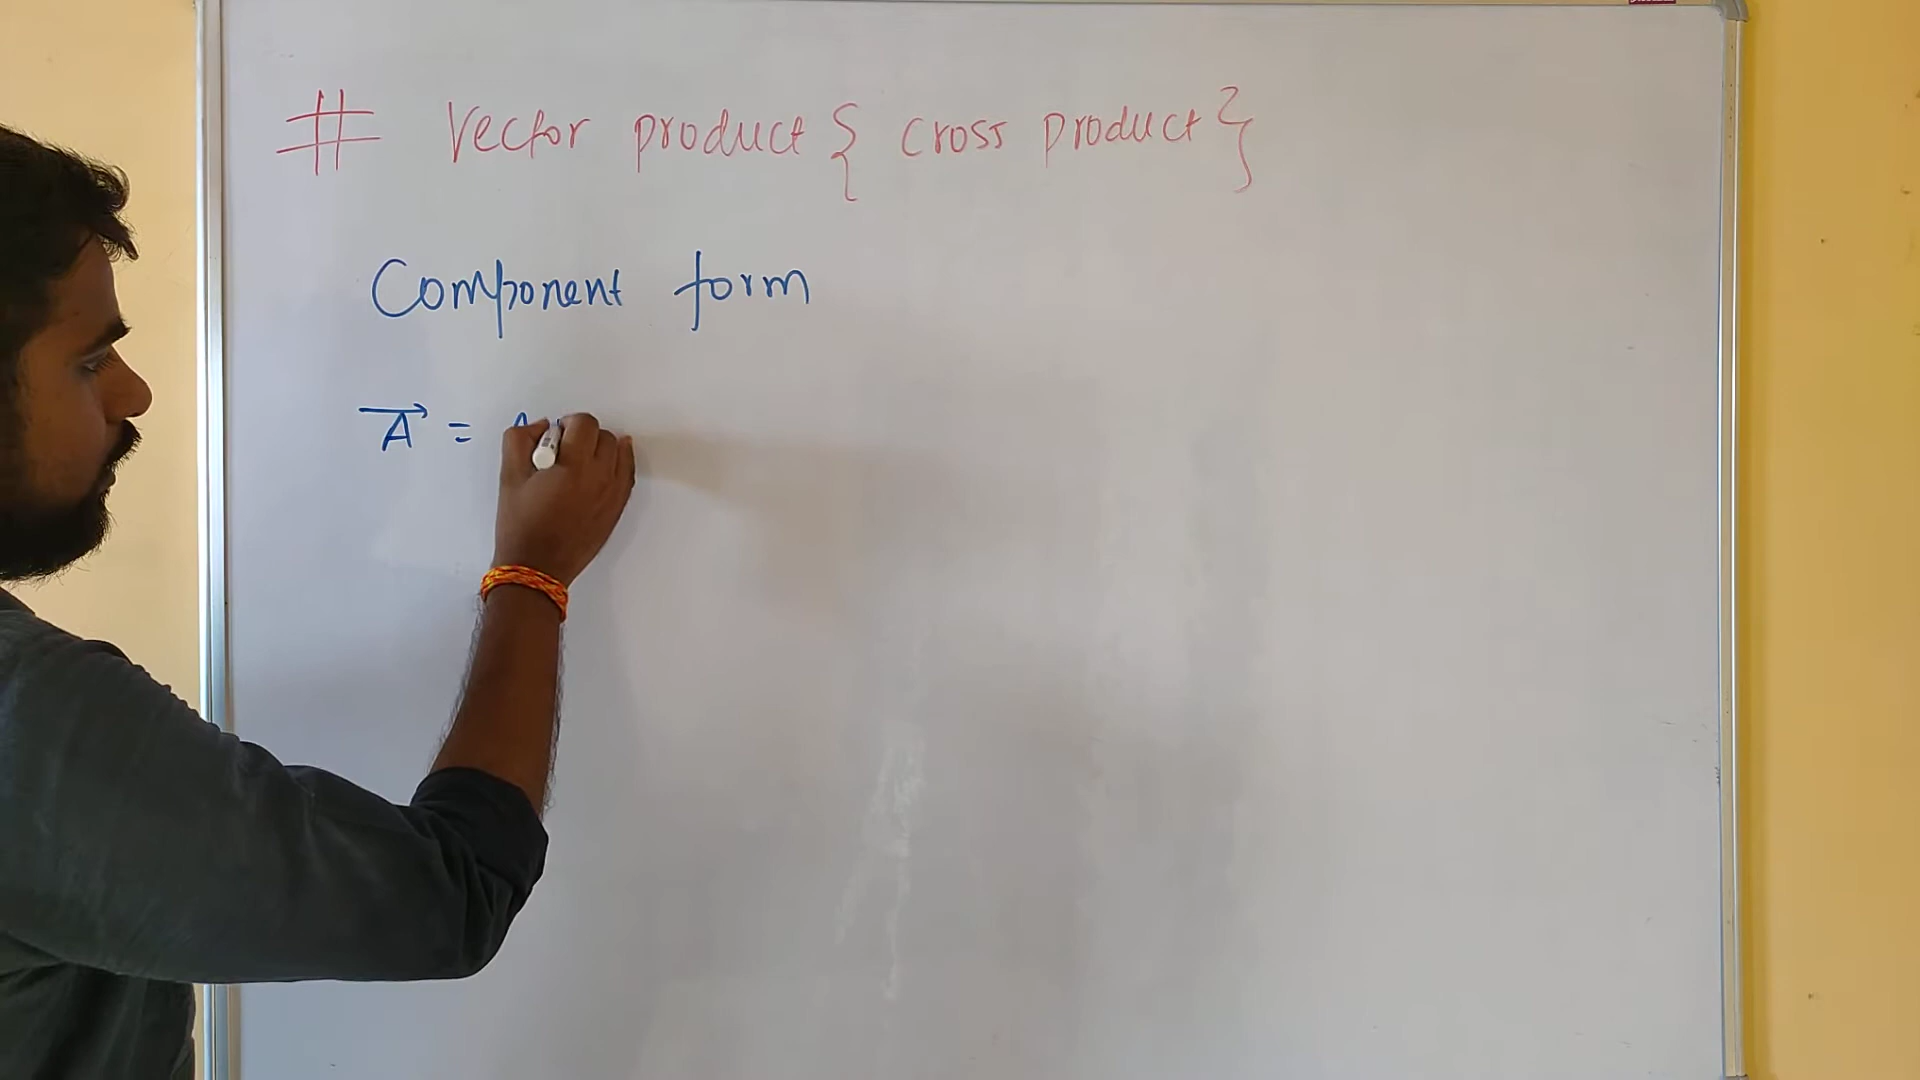 # Vector product { cross product }
Component form
A⃗ = A